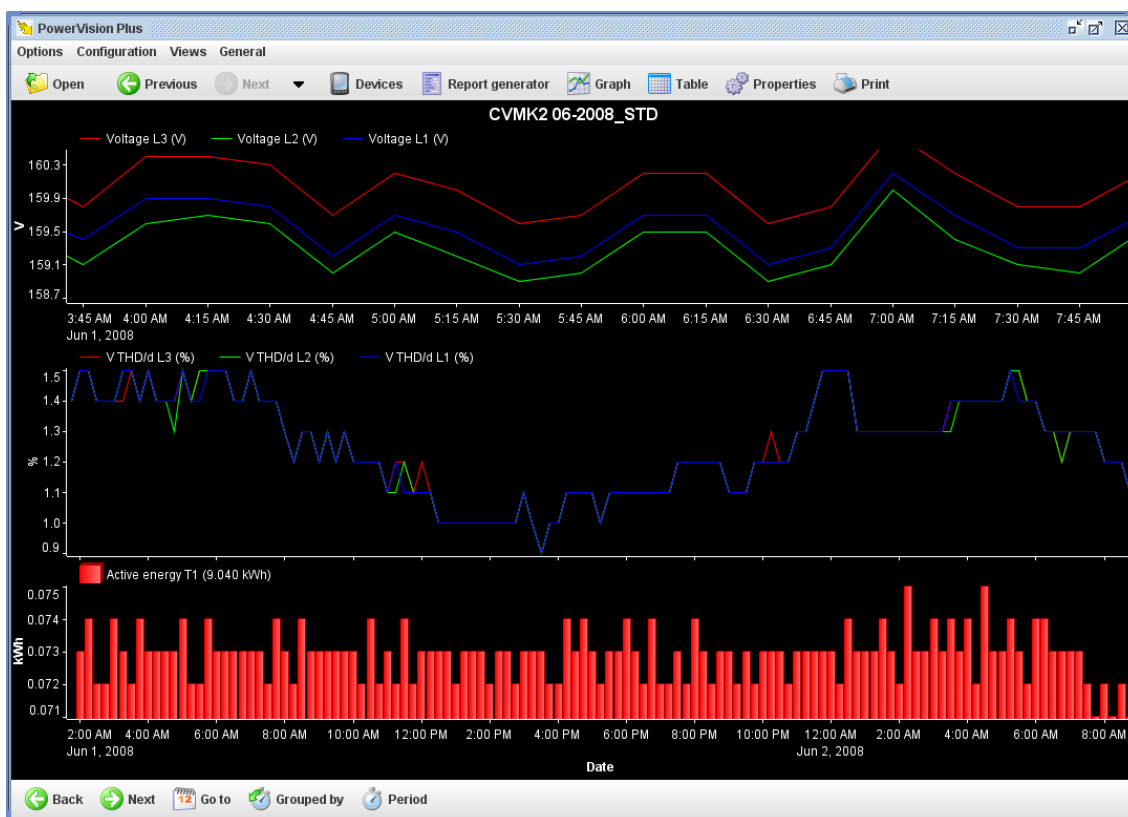 PowerVision Plus
Options Configuration Views General
Open Previous Next Devices Report generator Graph Table Properties Print
CVMK2 06-2008_STD
Voltage L3 (V) Voltage L2 (V) Voltage L1 (V)
160.3
159.9
159.5
159.1
158.7
V
3:45 AM 4:00 AM 4:15 AM 4:30 AM 4:45 AM 5:00 AM 5:15 AM 5:30 AM 5:45 AM 6:00 AM 6:15 AM 6:30 AM 6:45 AM 7:00 AM 7:15 AM 7:30 AM 7:45 AM
Jun 1, 2008
V THD/d L3 (%) V THD/d L2 (%) V THD/d L1 (%)
1.5
1.4
1.3
1.2
1.1
1.0
0.9
%
Active energy T1 (9.040 kWh)
0.075
0.074
0.073
0.072
0.071
kWh
2:00 AM 4:00 AM 6:00 AM 8:00 AM 10:00 AM 12:00 PM 2:00 PM 4:00 PM 6:00 PM 8:00 PM 10:00 PM 12:00 AM 2:00 AM 4:00 AM 6:00 AM 8:00 AM
Jun 1, 2008 Jun 2, 2008
Date
Back Next 12 Go to Grouped by Period